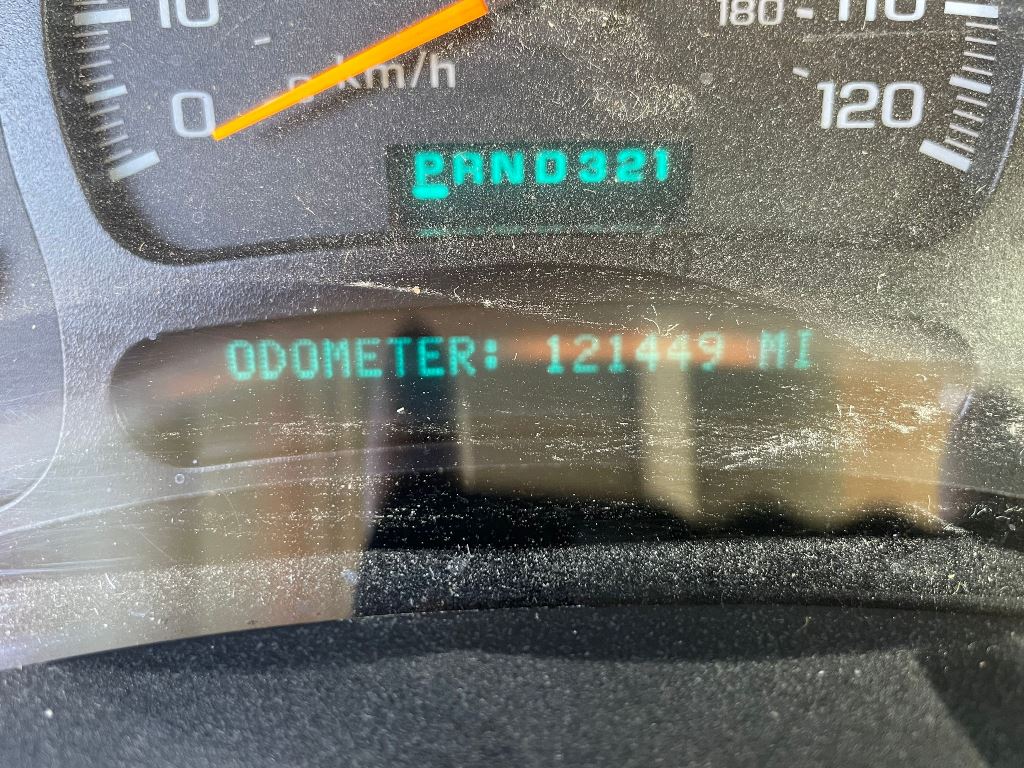 10 180 110
km/h
0 120
PRND321
ODOMETER: 121449 MI